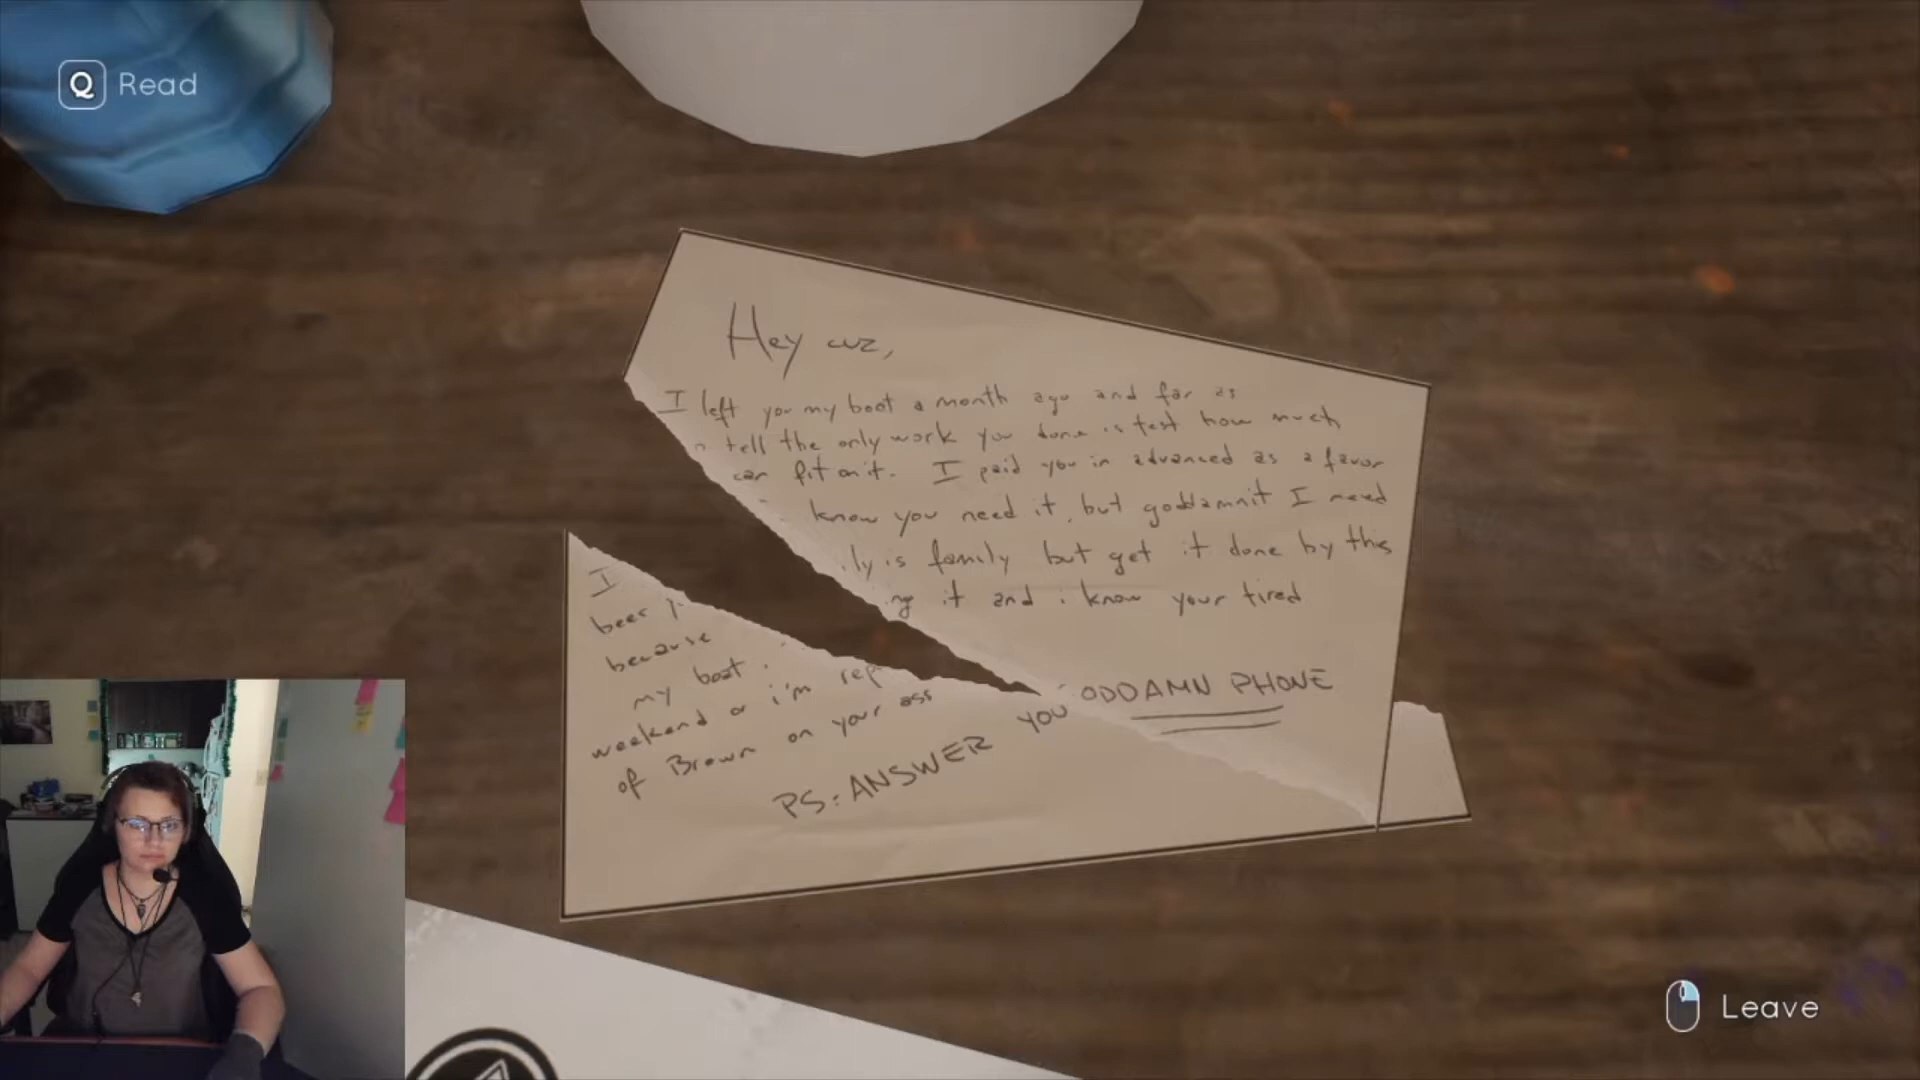 Read
Hey cuz,
I left you my boat a month ago and far as
tell the only work you done is test how much
can fit on it. I paid you in advanced as a favor
know you need it, but goddamnit I need
ly is family but get it done by this
ng it and i know your tired
ODDAMN PHONE
I
beer
because
my boat.
weekend or i'm rep
of Brown on your ass
PS: ANSWER YOU
Leave